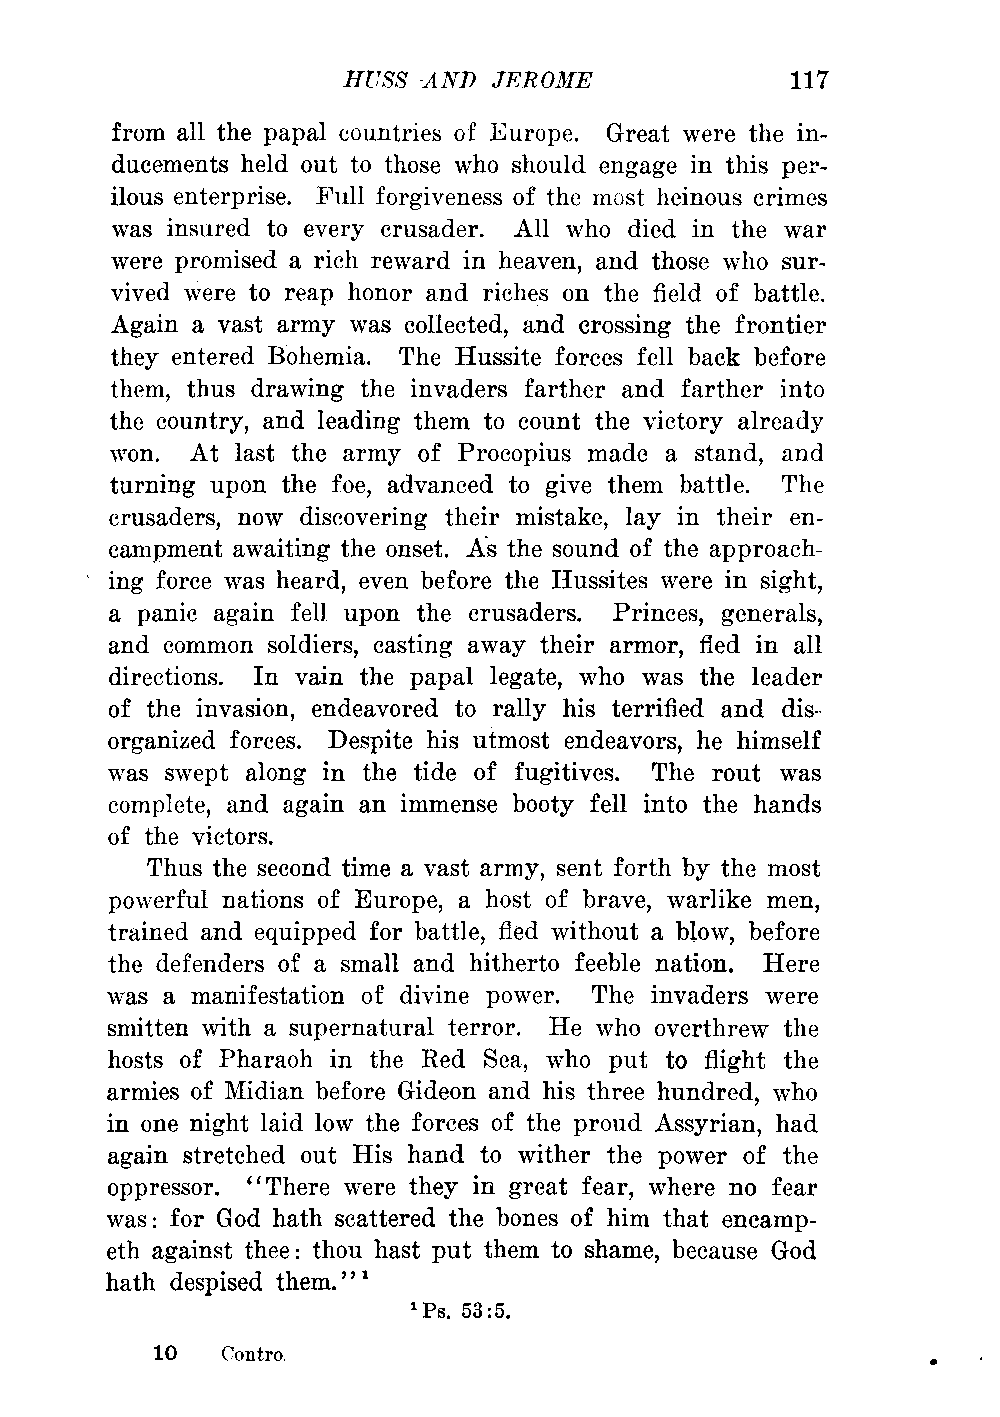 HUSS AND JEROME 117
from all the papal countries of Europe. Great were the in-
ducements held out to those who should engage in this per-
ilous enterprise. Full forgiveness of the most heinous crimes
was insured to every crusader. All who died in the war
were promised a rich reward in heaven, and those who sur-
vived were to reap honor and riches on the field of battle.
Again a vast army was collected, and crossing the frontier
they entered Bohemia. The Hussite forces fell back before
them, thus drawing the invaders farther and farther into
the country, and leading them to count the victory already
won. At last the army of Procopius made a stand, and
turning upon the foe, advanced to give them battle. The
crusaders, now discovering their mistake, lay in their en-
campment awaiting the onset. As the sound of the approach-
ing force was heard, even before the Hussites were in sight,
a panic again fell upon the crusaders. Princes, generals,
and common soldiers, casting away their armor, fled in all
directions. In vain the papal legate, who was the leader
of the invasion, endeavored to rally his terrified and dis-
organized forces. Despite his utmost endeavors, he himself
was swept along in the tide of fugitives. The rout was
complete, and again an immense booty fell into the hands
of the victors.
Thus the second time a vast army, sent forth by the most
powerful nations of Europe, a host of brave, warlike men,
trained and equipped for battle, fled without a blow, before
the defenders of a small and hitherto feeble nation. Here
was a manifestation of divine power. The invaders were
smitten with a supernatural terror. He who overthrew the
hosts of Pharaoh in the Red Sea, who put to flight the
armies of Midian before Gideon and his three hundred, who
in one night laid low the forces of the proud Assyrian, had
again stretched out His hand to wither the power of the
oppressor. "There were they in great fear, where no fear
was: for God hath scattered the bones of him that encamp-
eth against thee: thou hast put them to shame, because God
hath despised them."¹
¹Ps. 53:5.
10 Contro.